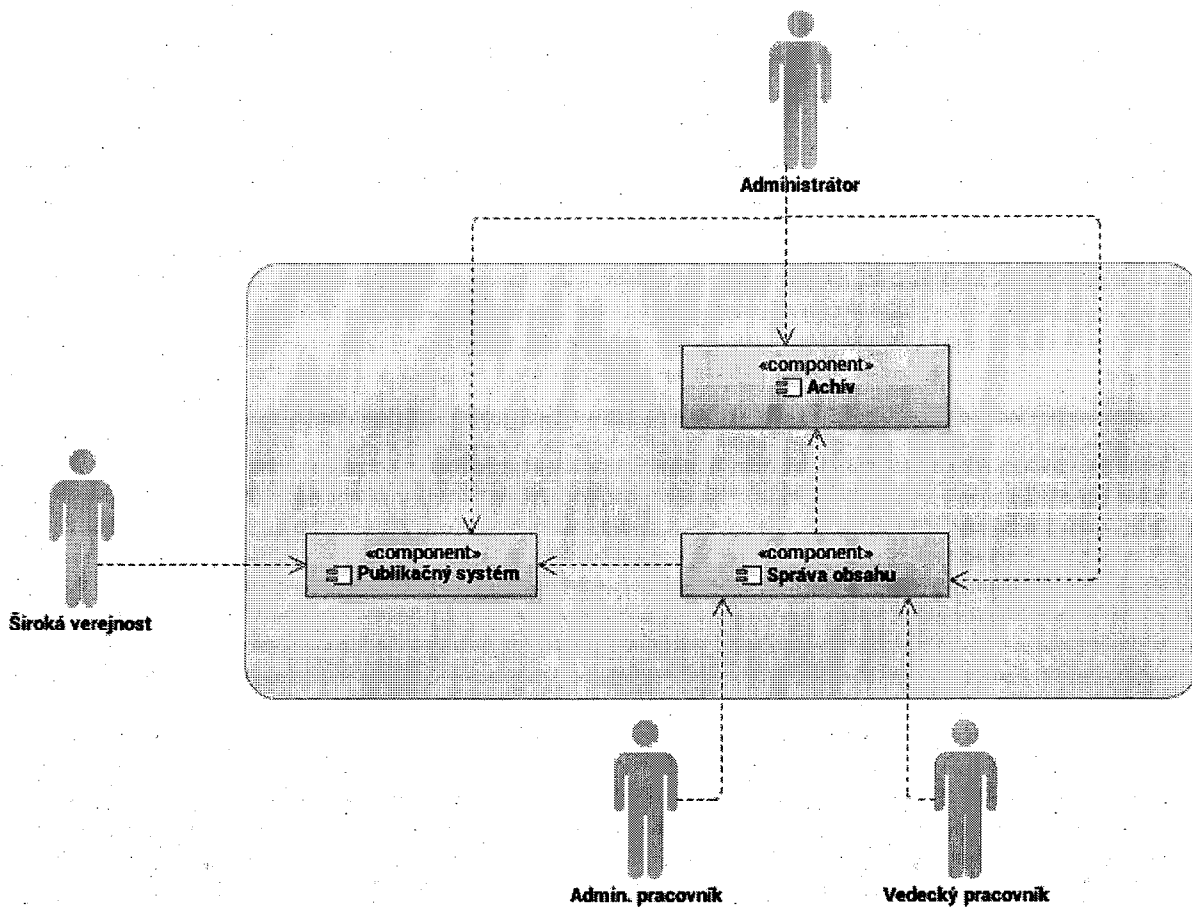 Administrátor
«component»
Achív
«component»
Publikačný systém
«component»
Správa obsahu
Široká verejnost
Admin. pracovník
Vedecký pracovník